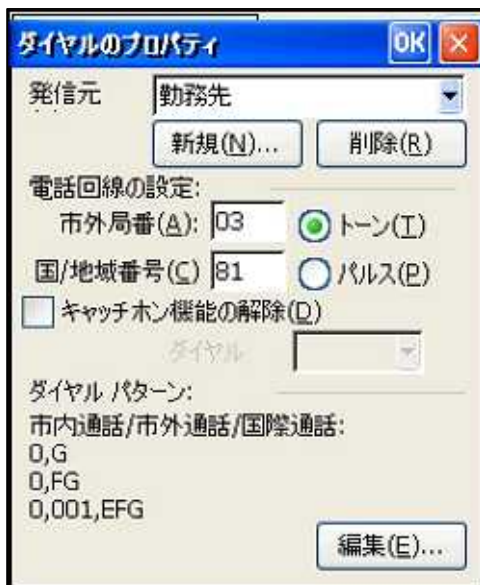 ダイヤルのプロパティ OK
発信元 勤務先
新規(N)... 削除(R)
電話回線の設定:
市外局番(A): 03 トーン(T)
国/地域番号(C) 81 パルス(P)
キャッチホン機能の解除(D)
ダイヤル
ダイヤル パターン:
市内通話/市外通話/国際通話:
0,G
0,FG
0,001,EFG
編集(E)...